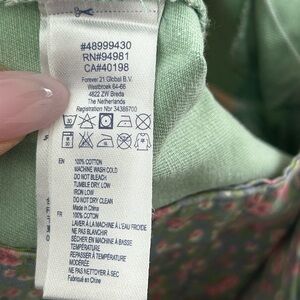 #48999430
RN#94981
CA#40198
Forever 21 Global B.V.
Westbroek 64-66
4822 ZW Breda
The Netherlands
Registration Nbr 34386700
EN 100% COTTON
MACHINE WASH COLD
DO NOT BLEACH
TUMBLE DRY, LOW
IRON LOW
DO NOT DRY CLEAN
Made in China
FR 100% COTON
LAVER À LA MACHINE À L'EAU FROIDE
NE PAS BLANCHIR
SÉCHER EN MACHINE À BASSE
TEMPÉRATURE
REPASSER À TEMPÉRATURE
MODÉRÉE
NE PAS NETTOYER À SEC
Fabriqué en Chine